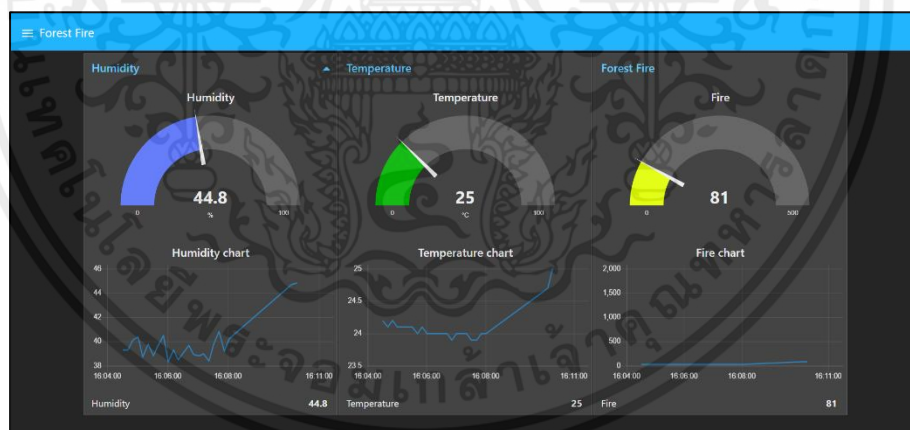 Forest Fire
Humidity
Humidity
44.8
%
0
100
Humidity chart
46
44
42
40
38
16:04:00
16:06:00
16:08:00
16:11:00
Humidity
44.8
Temperature
Temperature
25
°C
0
100
Temperature chart
25
24.5
24
23.5
16:04:00
16:06:00
16:08:00
16:11:00
Temperature
25
Forest Fire
Fire
81
0
500
Fire chart
2,000
1,500
1,000
500
0
16:04:00
16:06:00
16:08:00
16:11:00
Fire
81